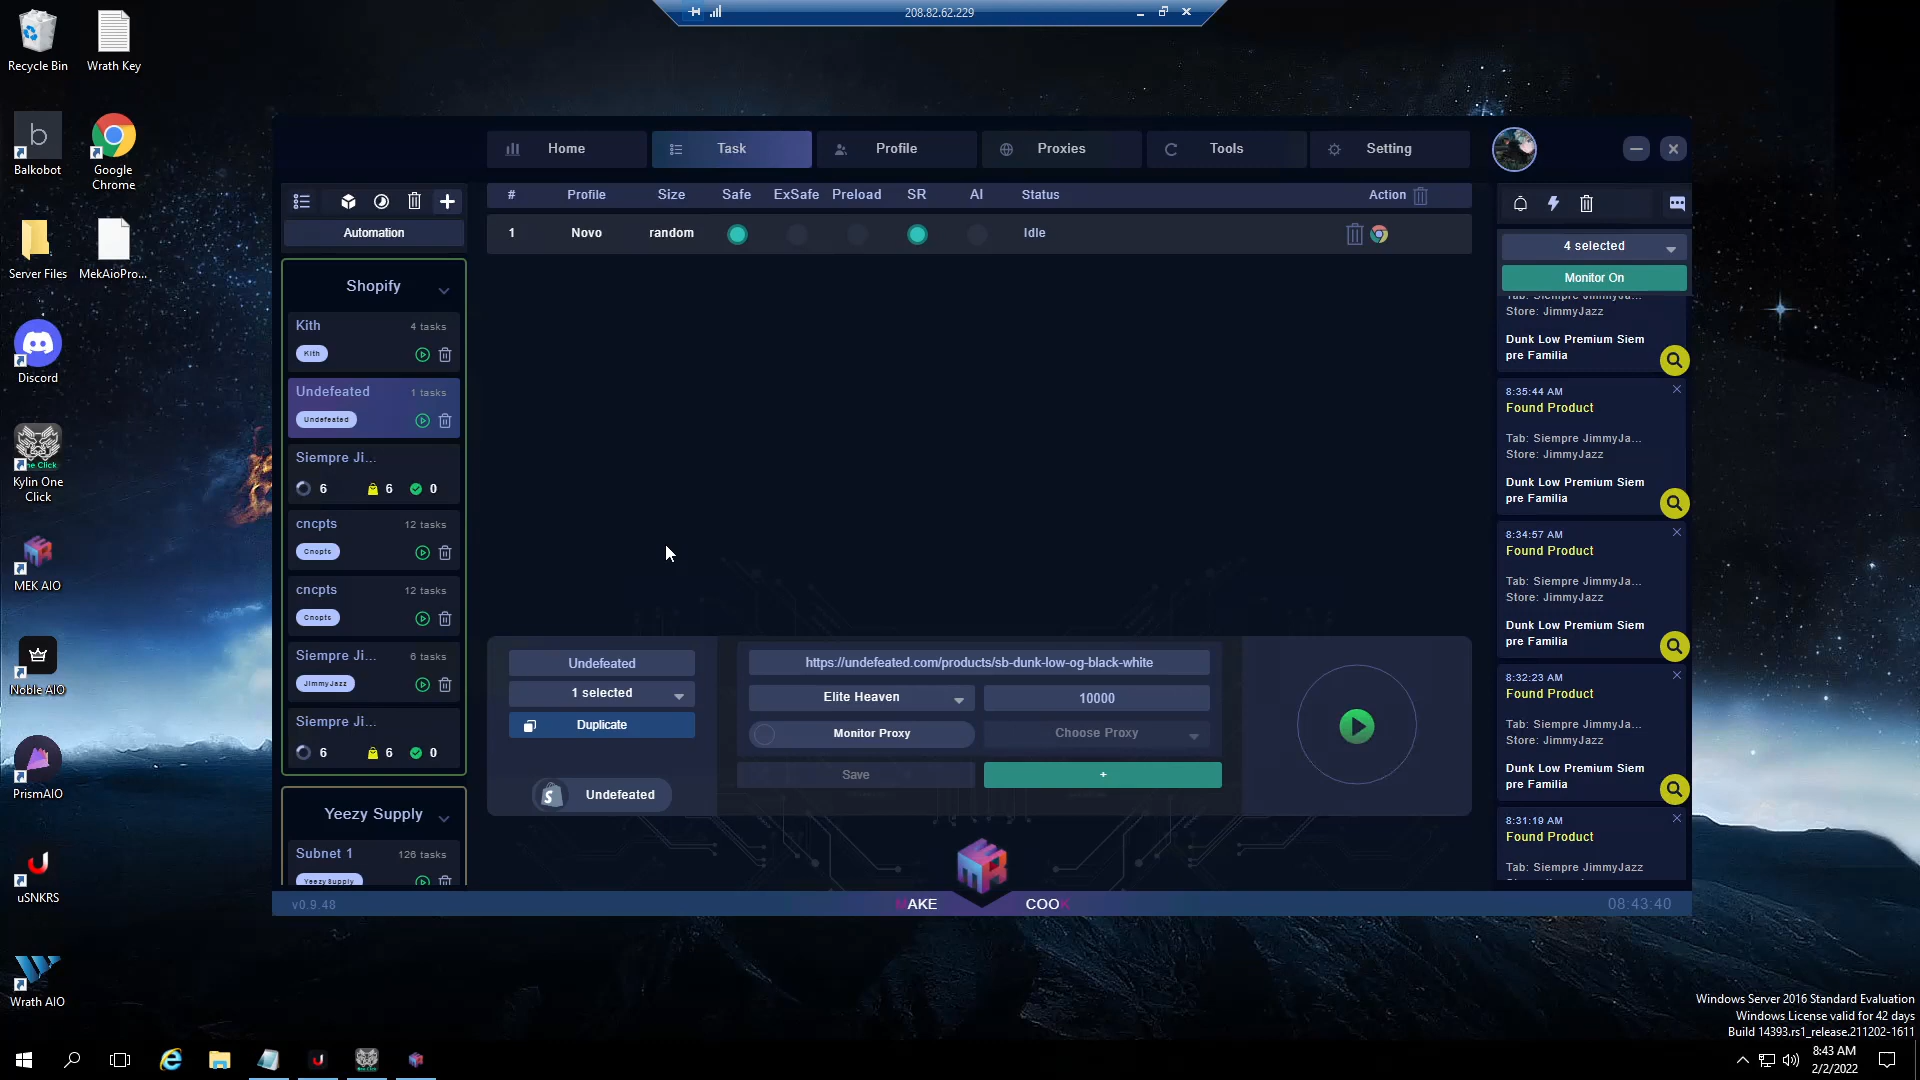 208.82.62.229
Recycle Bin
Wrath Key
Balkobot
Google
Chrome
Server Files
MekAioPro...
Discord
Kylin One
Click
MEK AIO
Noble AIO
PrismAIO
uSNKRS
Wrath AIO
Home
Task
Profile
Proxies
Tools
Setting
Automation
# Profile Size Safe ExSafe Preload SR AI Status Action
1 Novo random Idle
Shopify
Kith 4 tasks
Kith
Undefeated 1 tasks
Undefeated
Siempre Ji...
6 6 0
cncpts 12 tasks
Cncpts
cncpts 12 tasks
Cncpts
Siempre Ji... 6 tasks
JimmyJazz
Siempre Ji...
6 6 0
Yeezy Supply
Subnet 1 126 tasks
YeezySupply
Undefeated
1 selected
Duplicate
Undefeated
https://undefeated.com/products/sb-dunk-low-og-black-white
Elite Heaven
10000
Monitor Proxy
Choose Proxy
Save
+
4 selected
Monitor On
Tab: Siempre JimmyJa...
Store: JimmyJazz
Dunk Low Premium Siem
pre Familia
8:35:44 AM
Found Product
Tab: Siempre JimmyJa...
Store: JimmyJazz
Dunk Low Premium Siem
pre Familia
8:34:57 AM
Found Product
Tab: Siempre JimmyJa...
Store: JimmyJazz
Dunk Low Premium Siem
pre Familia
8:32:23 AM
Found Product
Tab: Siempre JimmyJa...
Store: JimmyJazz
Dunk Low Premium Siem
pre Familia
8:31:19 AM
Found Product
Tab: Siempre JimmyJazz
v0.9.48
MAKE
COOK
08:43:40
Windows Server 2016 Standard Evaluation
Windows License valid for 42 days
Build 14393.rs1_release.211202-1611
8:43 AM
2/2/2022